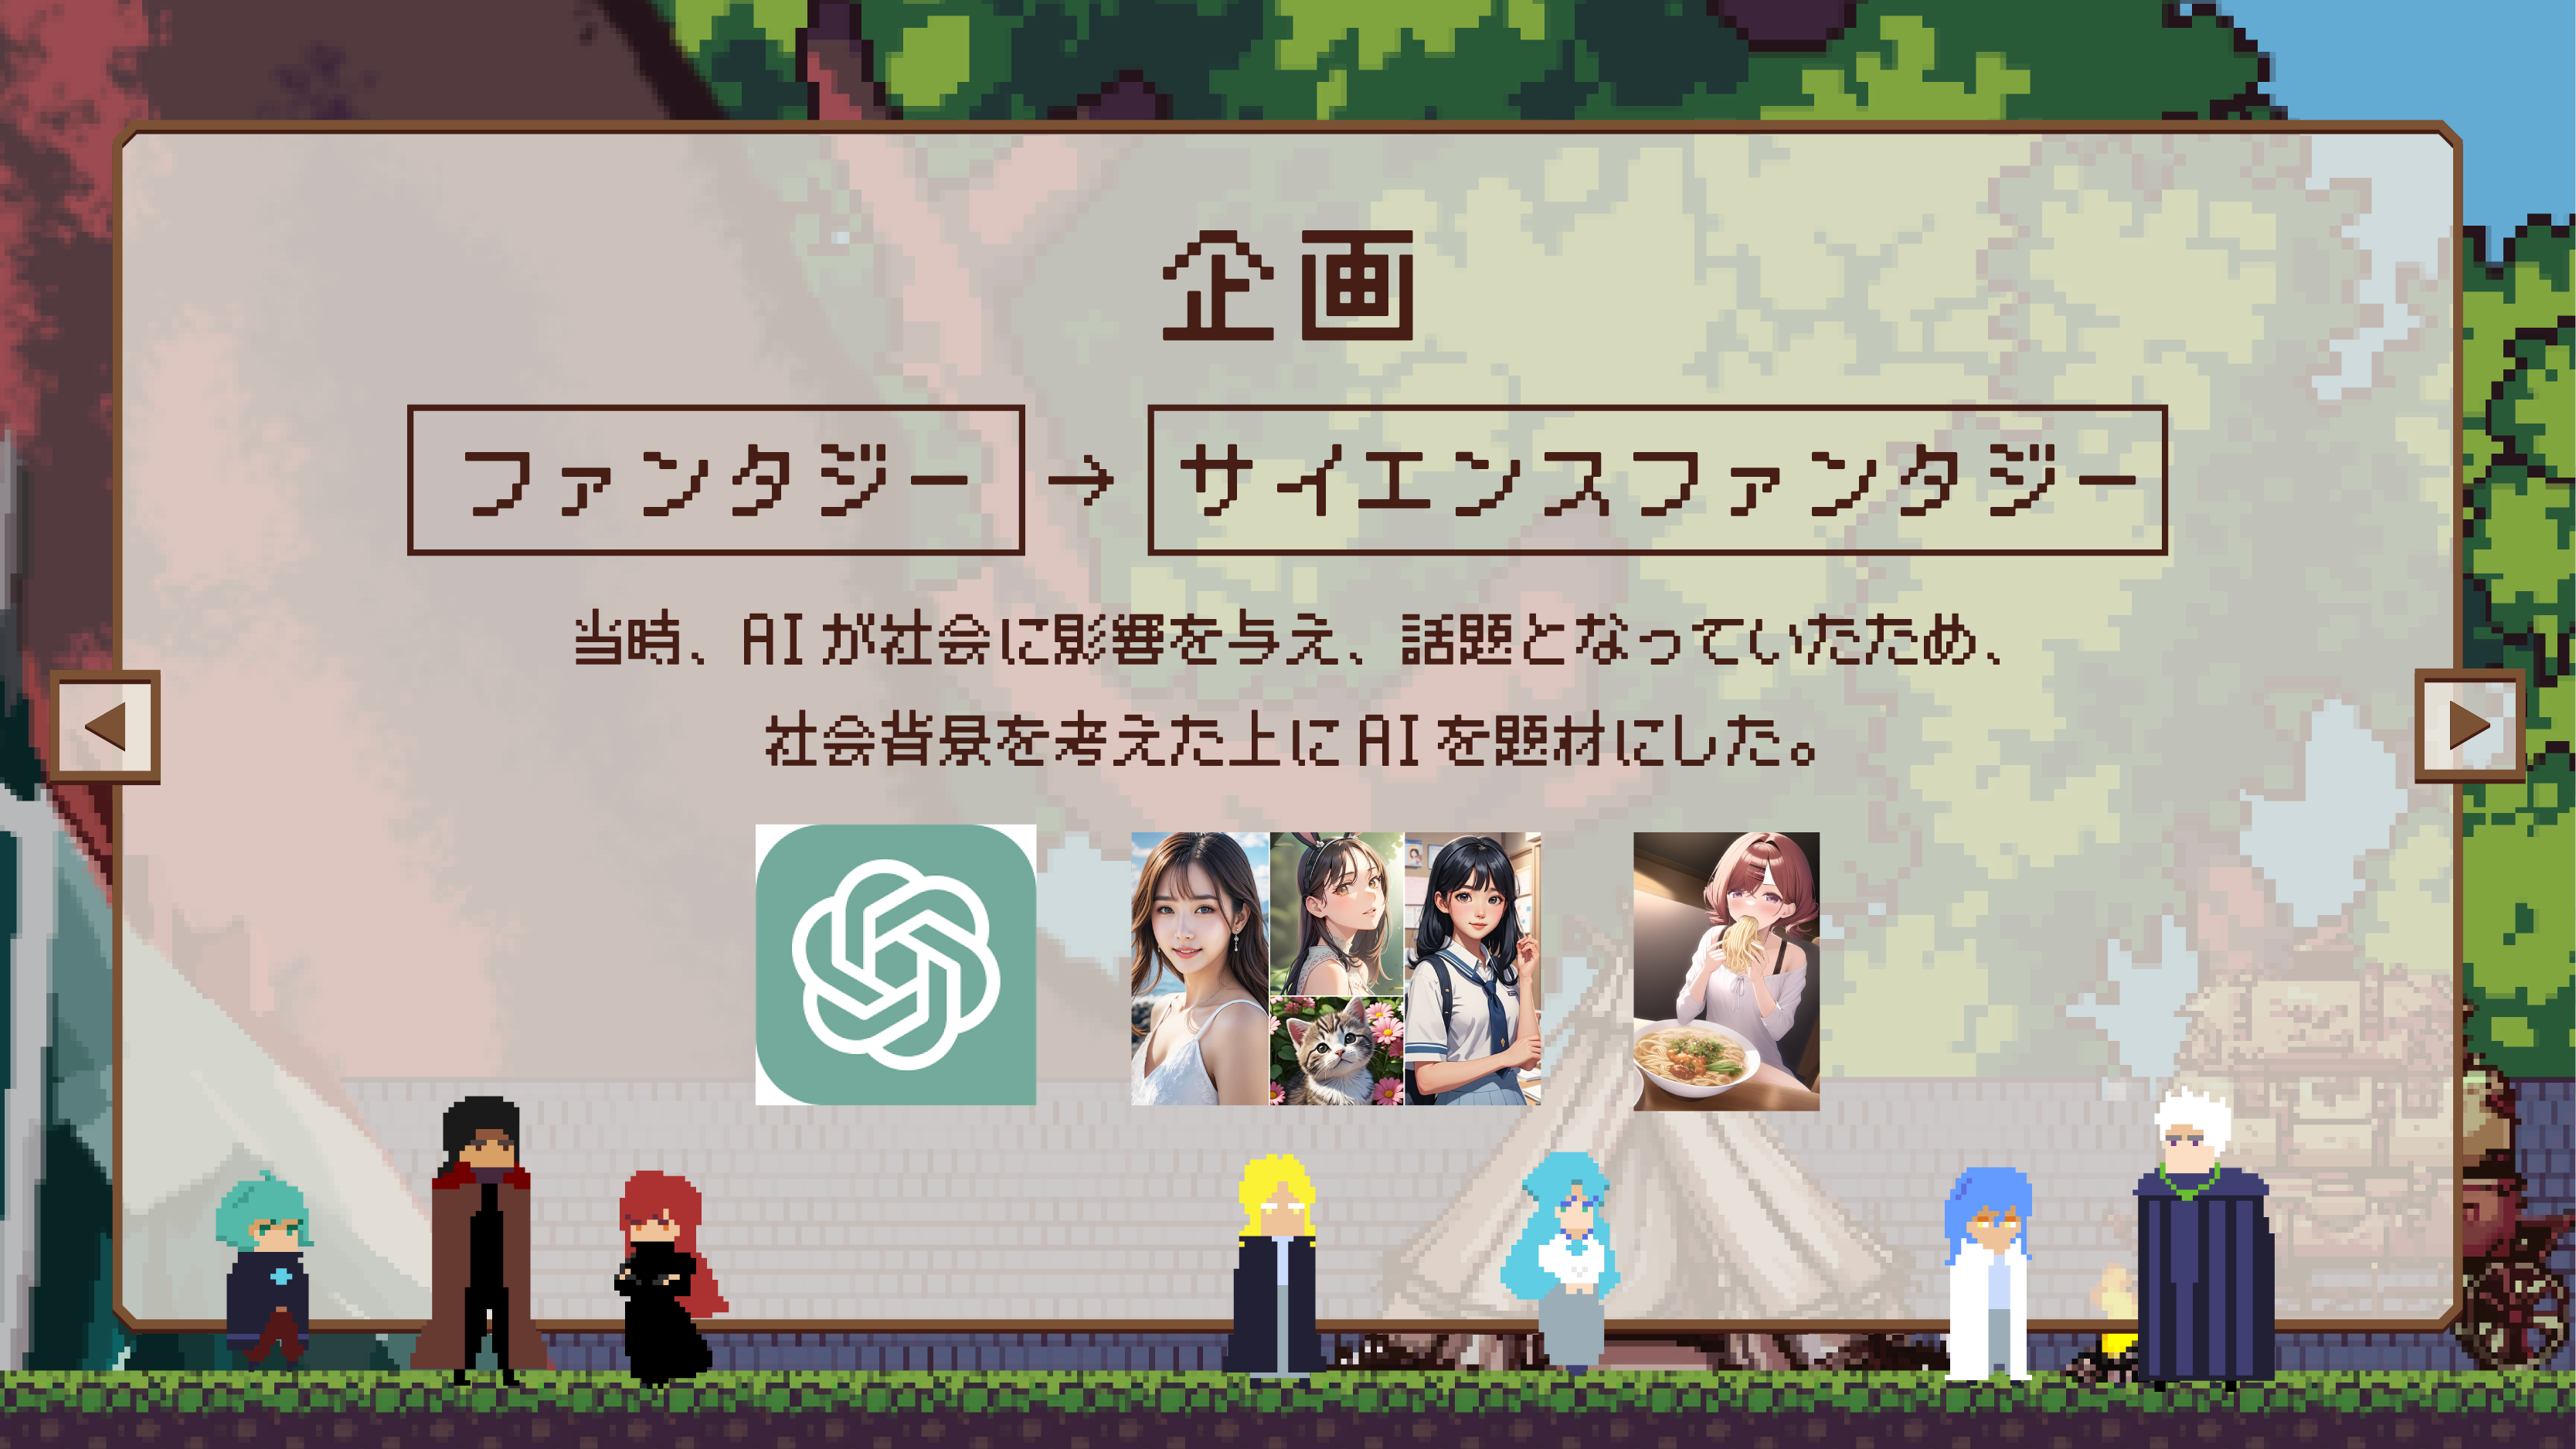 企画
ファンタジー → サイエンスファンタジー
当時、AIが社会に影響を与え、話題となっていたため、
社会背景を考えた上にAIを題材にした。